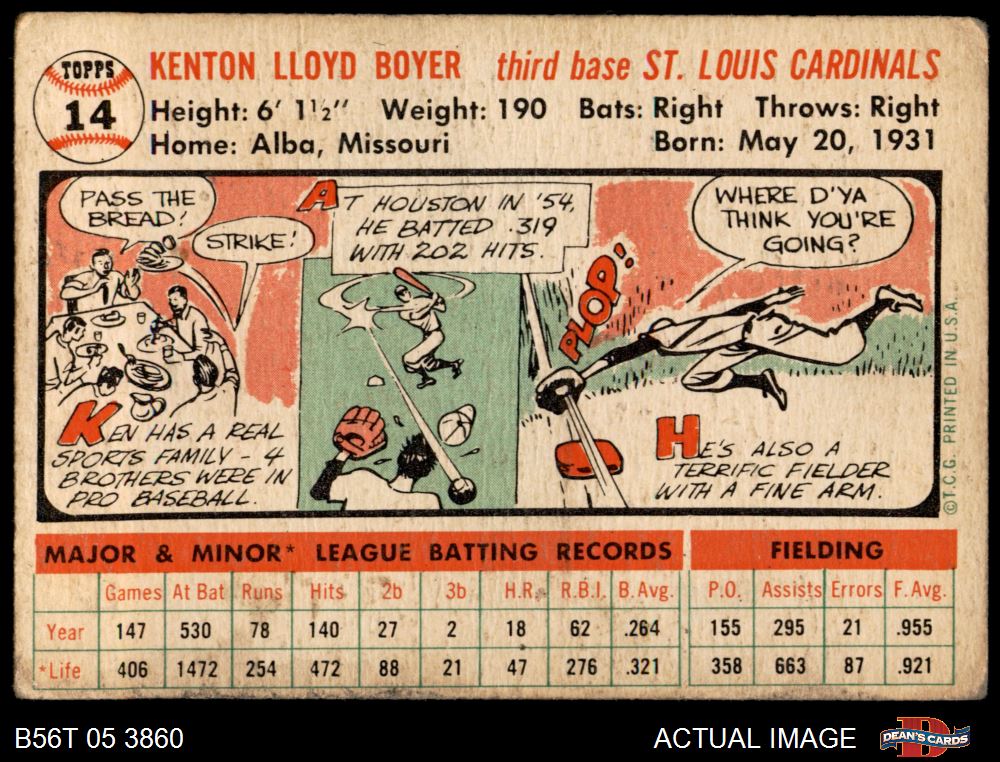 TOPPS
14
KENTON LLOYD BOYER third base ST. LOUIS CARDINALS
Height: 6' 1½" Weight: 190 Bats: Right Throws: Right
Home: Alba, Missouri Born: May 20, 1931
PASS THE
BREAD!
STRIKE!
KEN HAS A REAL
SPORTS FAMILY - 4
BROTHERS WERE IN
PRO BASEBALL.
AT HOUSTON IN '54,
HE BATTED .319
WITH 202 HITS.
WHERE D'YA
THINK YOU'RE
GOING?
PLOP!
HE'S ALSO A
TERRIFIC FIELDER
WITH A FINE ARM.
©T.C.G. PRINTED IN U.S.A.
MAJOR & MINOR* LEAGUE BATTING RECORDS FIELDING
Games At Bat Runs Hits 2b 3b H.R. R.B.I. B.Avg. P.O. Assists Errors F. Avg.
Year 147 530 78 140 27 2 18 62 .264 155 295 21 .955
*Life 406 1472 254 472 88 21 47 276 .321 358 663 87 .921
B56T 05 3860 ACTUAL IMAGE DEAN'S CARDS